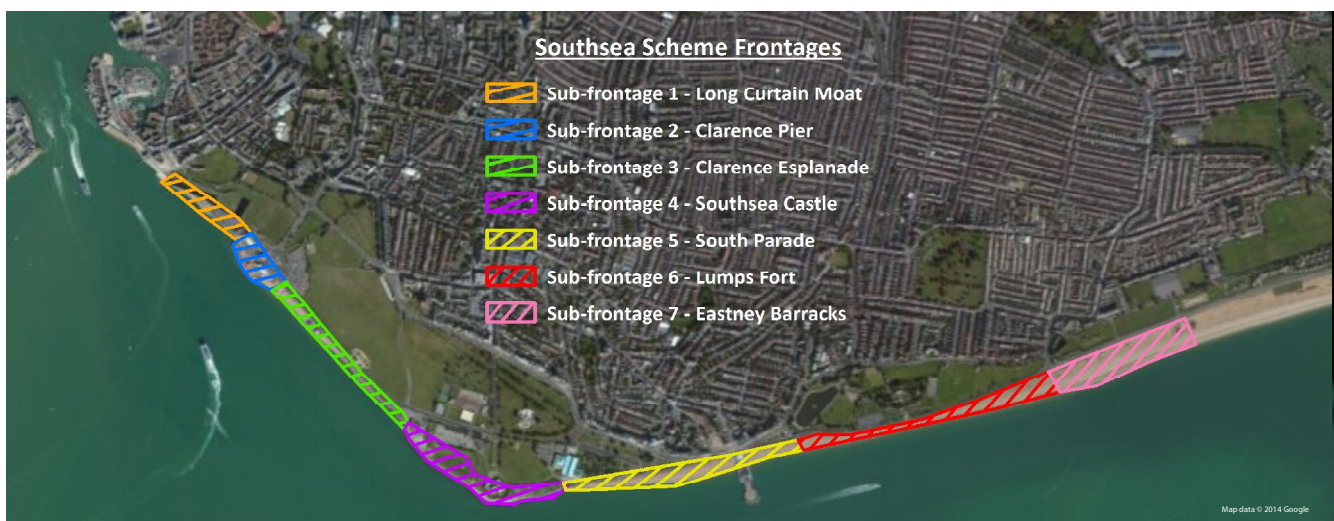 Southsea Scheme Frontages
Sub-frontage 1 - Long Curtain Moat
Sub-frontage 2 - Clarence Pier
Sub-frontage 3 - Clarence Esplanade
Sub-frontage 4 - Southsea Castle
Sub-frontage 5 - South Parade
Sub-frontage 6 - Lumps Fort
Sub-frontage 7 - Eastney Barracks
Map data © 2014 Google